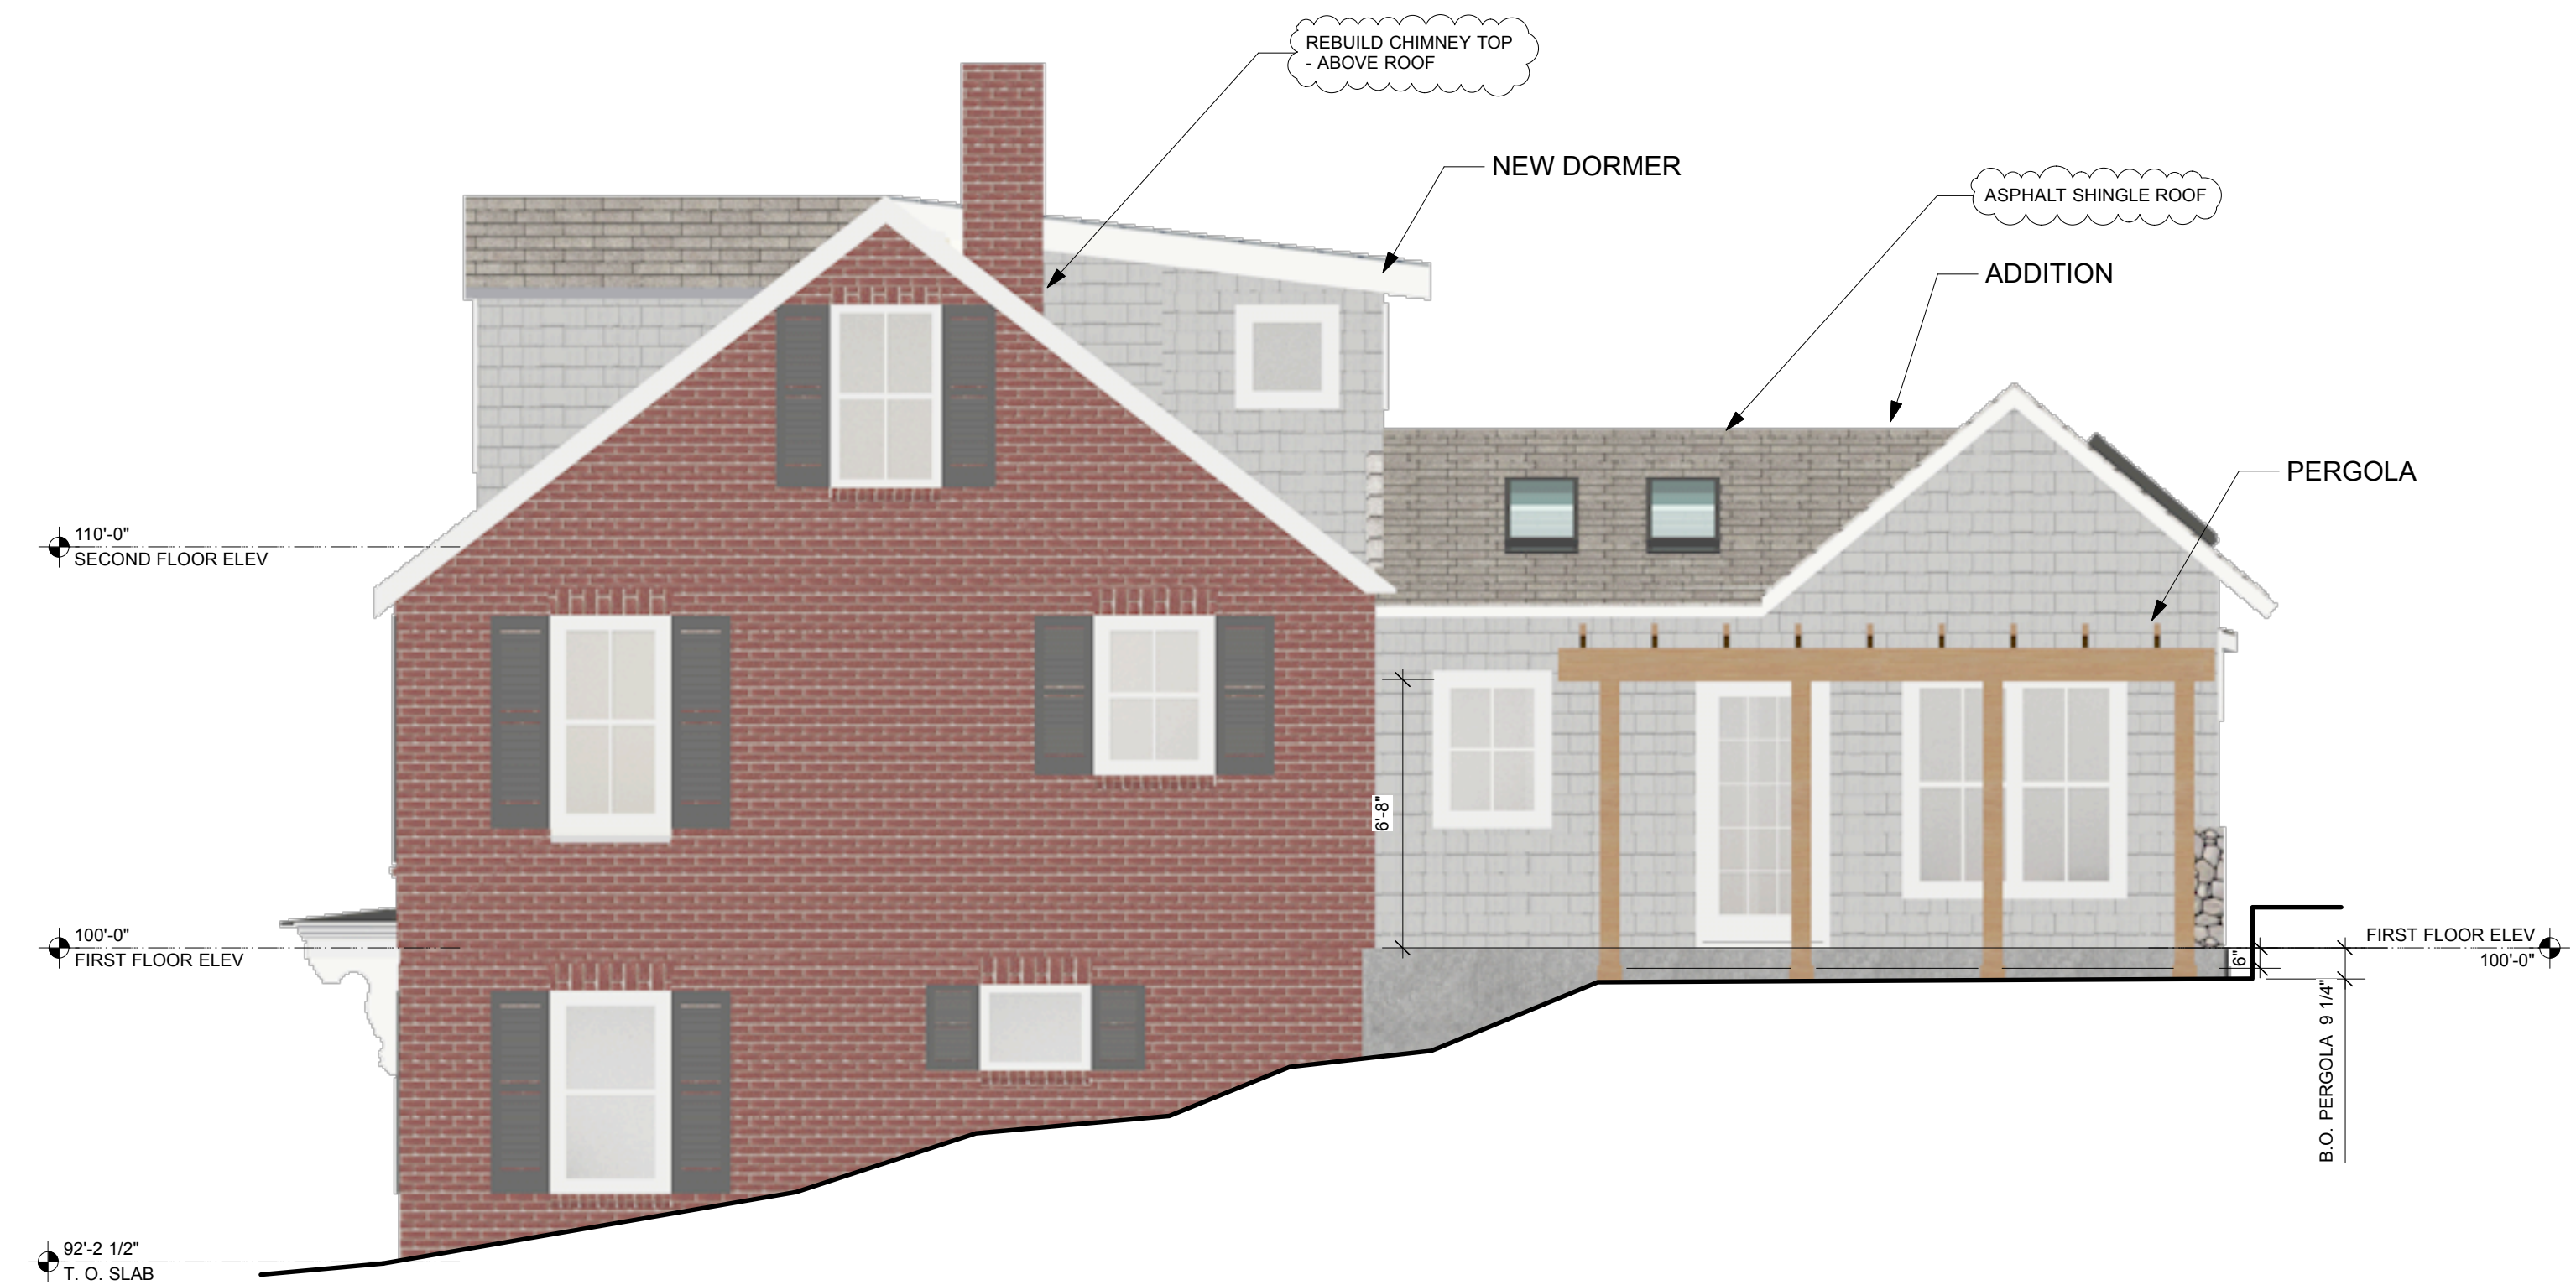 REBUILD CHIMNEY TOP
- ABOVE ROOF
NEW DORMER
ASPHALT SHINGLE ROOF
ADDITION
PERGOLA
110'-0"
SECOND FLOOR ELEV
6'-8"
100'-0"
FIRST FLOOR ELEV
FIRST FLOOR ELEV
100'-0"
6"
B.O. PERGOLA 9 1/4"
92'-2 1/2"
T. O. SLAB